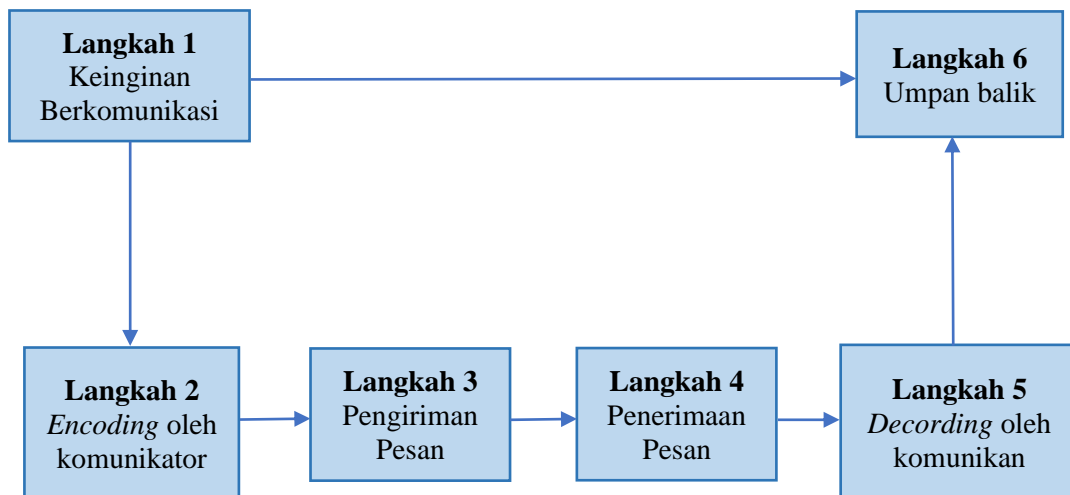 Langkah 1
Keinginan
Berkomunikasi
Langkah 6
Umpan balik
Langkah 2
Encoding oleh
komunikator
Langkah 3
Pengiriman
Pesan
Langkah 4
Penerimaan
Pesan
Langkah 5
Decording oleh
komunikan